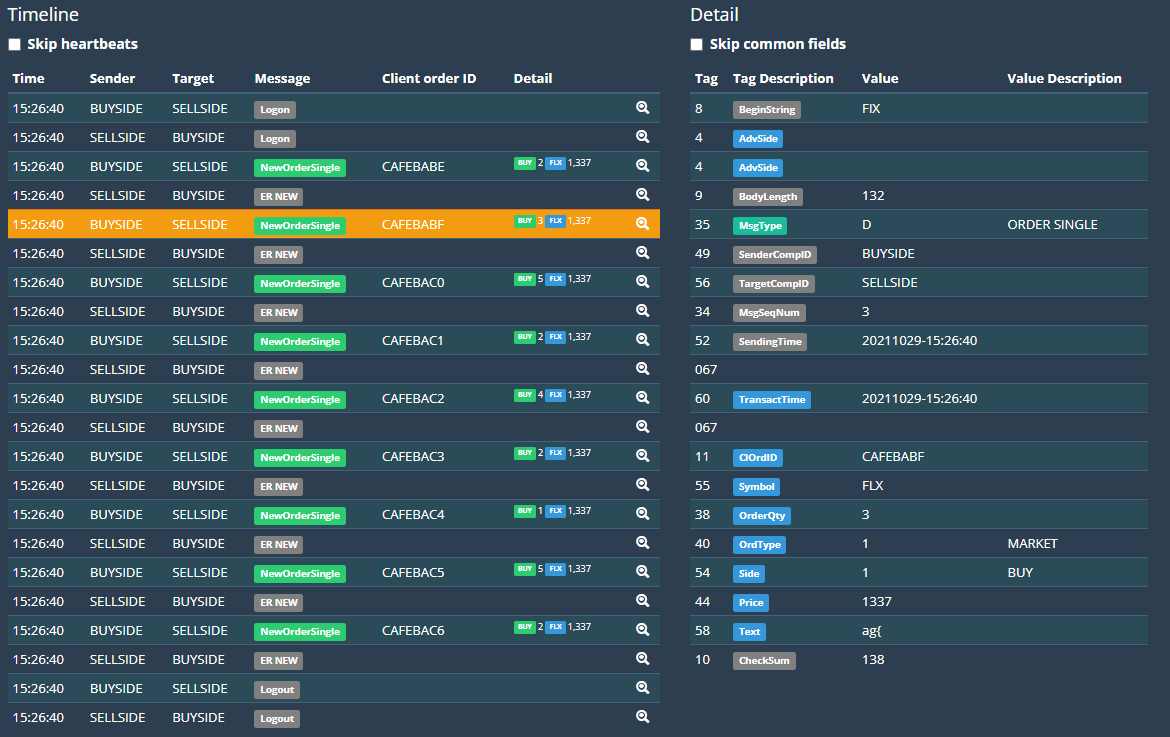 Timeline
Skip heartbeats
Time Sender Target Message Client order ID Detail
15:26:40 BUYSIDE SELLSIDE Logon
15:26:40 SELLSIDE BUYSIDE Logon
15:26:40 BUYSIDE SELLSIDE NewOrderSingle CAFEBABE BUY 2 FLX 1,337
15:26:40 SELLSIDE BUYSIDE ER NEW
15:26:40 BUYSIDE SELLSIDE NewOrderSingle CAFEBABF BUY 3 FLX 1,337
15:26:40 SELLSIDE BUYSIDE ER NEW
15:26:40 BUYSIDE SELLSIDE NewOrderSingle CAFEBAC0 BUY 5 FLX 1,337
15:26:40 SELLSIDE BUYSIDE ER NEW
15:26:40 BUYSIDE SELLSIDE NewOrderSingle CAFEBAC1 BUY 2 FLX 1,337
15:26:40 SELLSIDE BUYSIDE ER NEW
15:26:40 BUYSIDE SELLSIDE NewOrderSingle CAFEBAC2 BUY 4 FLX 1,337
15:26:40 SELLSIDE BUYSIDE ER NEW
15:26:40 BUYSIDE SELLSIDE NewOrderSingle CAFEBAC3 BUY 2 FLX 1,337
15:26:40 SELLSIDE BUYSIDE ER NEW
15:26:40 BUYSIDE SELLSIDE NewOrderSingle CAFEBAC4 BUY 1 FLX 1,337
15:26:40 SELLSIDE BUYSIDE ER NEW
15:26:40 BUYSIDE SELLSIDE NewOrderSingle CAFEBAC5 BUY 5 FLX 1,337
15:26:40 SELLSIDE BUYSIDE ER NEW
15:26:40 BUYSIDE SELLSIDE NewOrderSingle CAFEBAC6 BUY 2 FLX 1,337
15:26:40 SELLSIDE BUYSIDE ER NEW
15:26:40 BUYSIDE SELLSIDE Logout
15:26:40 SELLSIDE BUYSIDE Logout
Detail
Skip common fields
Tag Tag Description Value Value Description
8 BeginString FIX
4 AdvSide
4 AdvSide
9 BodyLength 132
35 MsgType D ORDER SINGLE
49 SenderCompID BUYSIDE
56 TargetCompID SELLSIDE
34 MsgSeqNum 3
52 SendingTime 20211029-15:26:40
067
60 TransactTime 20211029-15:26:40
067
11 ClOrdID CAFEBABF
55 Symbol FLX
38 OrderQty 3
40 OrdType 1 MARKET
54 Side 1 BUY
44 Price 1337
58 Text ag{
10 CheckSum 138